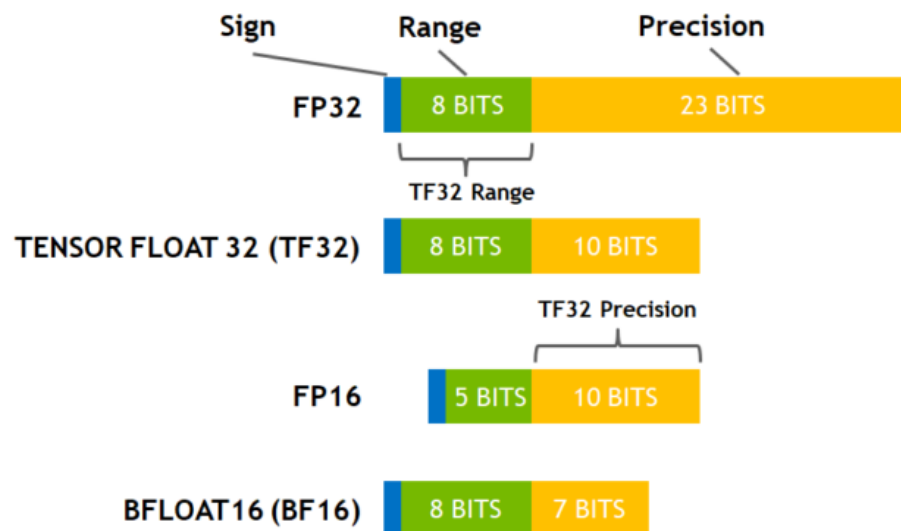 Sign Range Precision
FP32 8 BITS 23 BITS
TF32 Range
TENSOR FLOAT 32 (TF32) 8 BITS 10 BITS
TF32 Precision
FP16 5 BITS 10 BITS
BFLOAT16 (BF16) 8 BITS 7 BITS